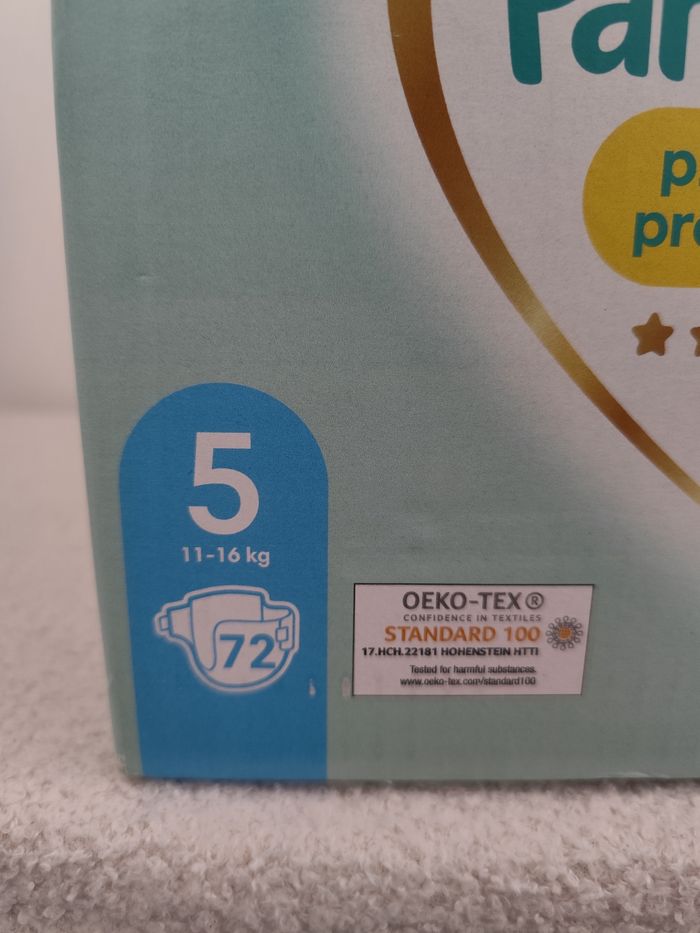 5
11-16 kg
72
OEKO-TEX®
CONFIDENCE IN TEXTILES
STANDARD 100
17.HCH.22181 HOHENSTEIN HTTI
Tested for harmful substances.
www.oeko-tex.com/standard100